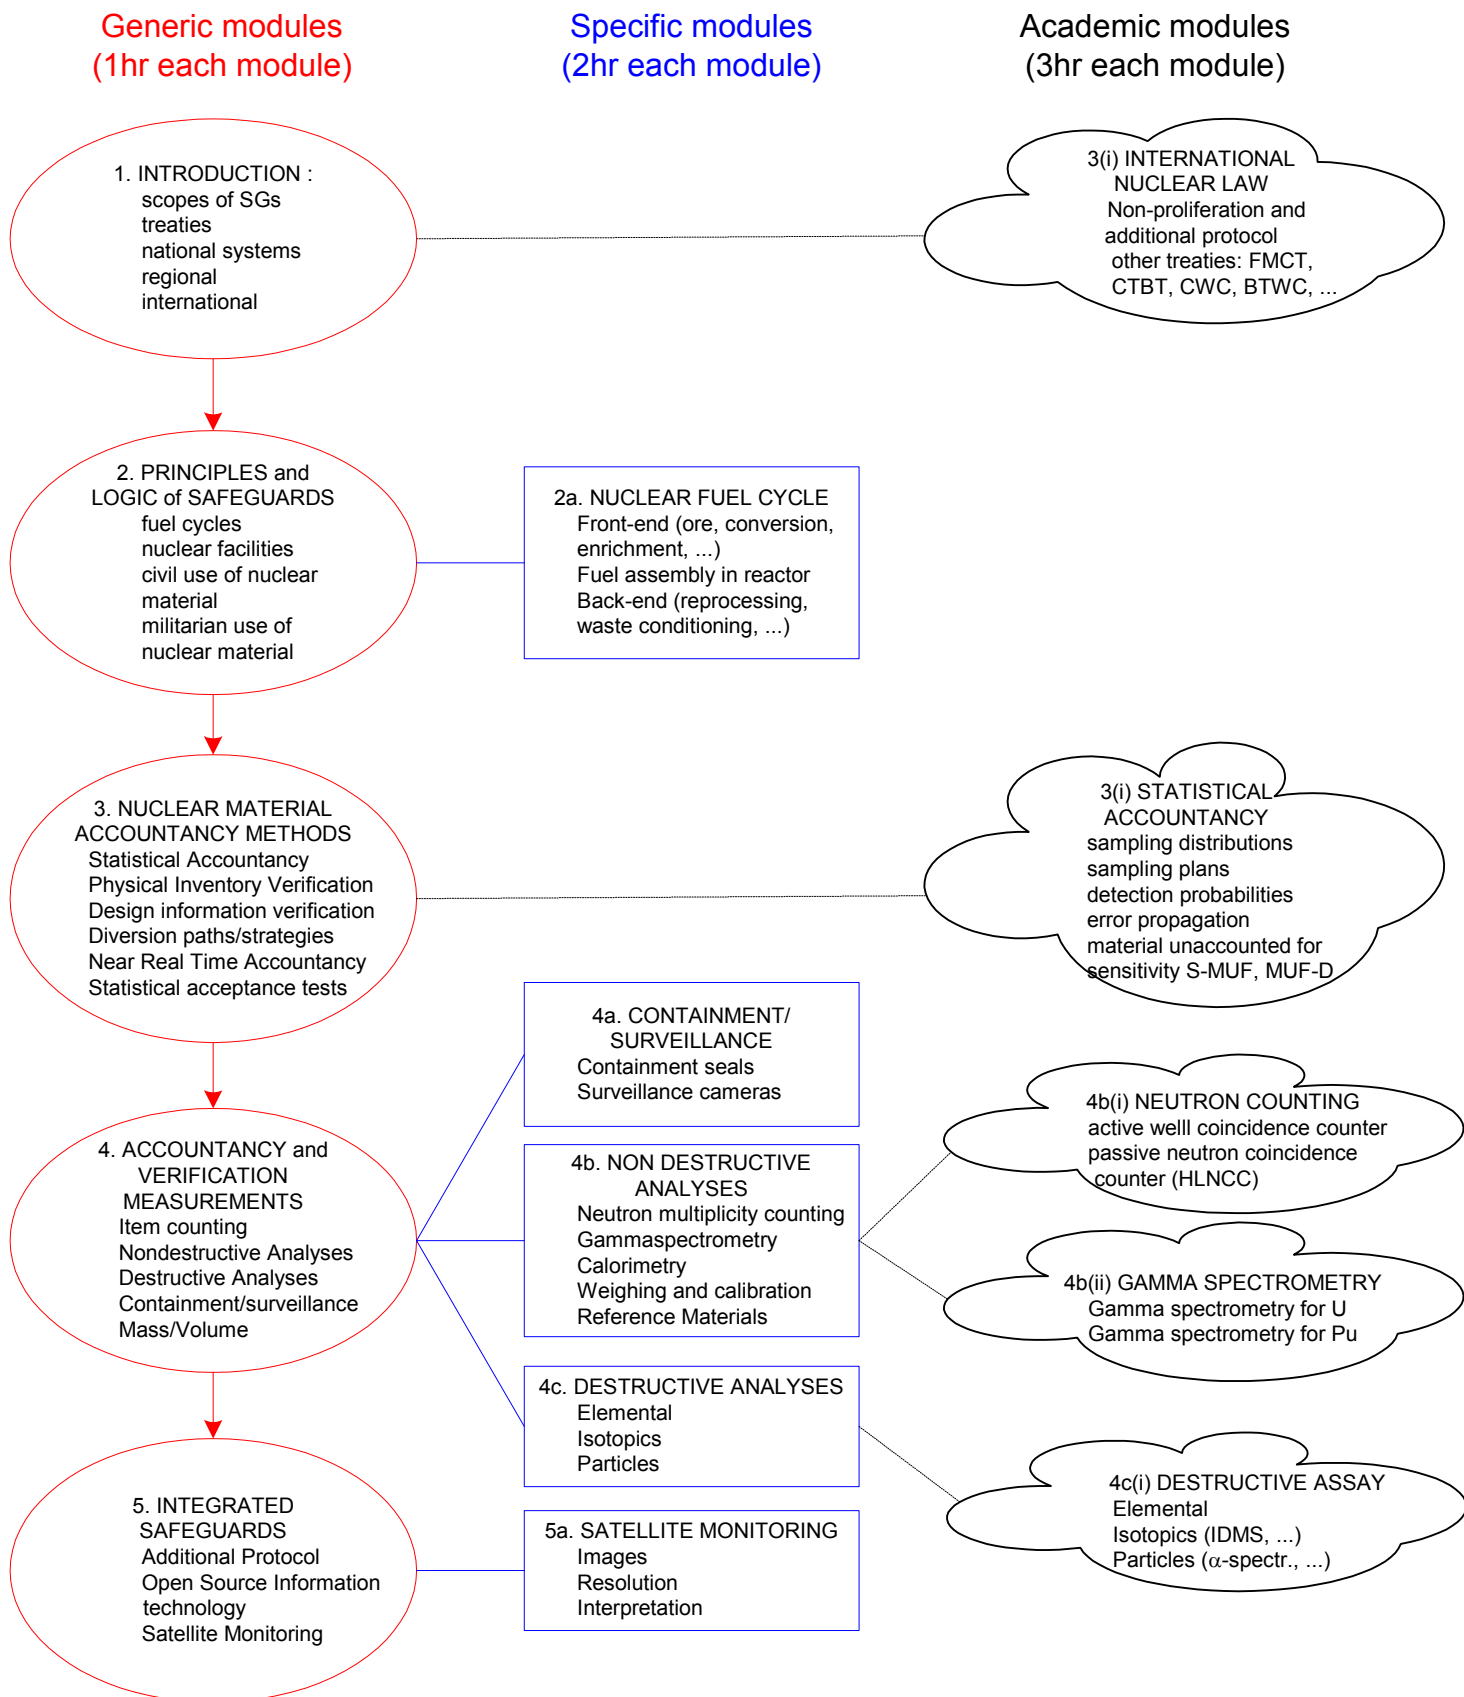 Generic modules
(1hr each module)
Specific modules
(2hr each module)
Academic modules
(3hr each module)
1. INTRODUCTION :
scopes of SGs
treaties
national systems
regional
international
3(i) INTERNATIONAL
NUCLEAR LAW
Non-proliferation and
additional protocol
other treaties: FMCT,
CTBT, CWC, BTWC, ...
2. PRINCIPLES and
LOGIC of SAFEGUARDS
fuel cycles
nuclear facilities
civil use of nuclear
material
militarian use of
nuclear material
2a. NUCLEAR FUEL CYCLE
Front-end (ore, conversion,
enrichment, ...)
Fuel assembly in reactor
Back-end (reprocessing,
waste conditioning, ...)
3. NUCLEAR MATERIAL
ACCOUNTANCY METHODS
Statistical Accountancy
Physical Inventory Verification
Design information verification
Diversion paths/strategies
Near Real Time Accountancy
Statistical acceptance tests
3(i) STATISTICAL
ACCOUNTANCY
sampling distributions
sampling plans
detection probabilities
error propagation
material unaccounted for
sensitivity S-MUF, MUF-D
4. ACCOUNTANCY and
VERIFICATION
MEASUREMENTS
Item counting
Nondestructive Analyses
Destructive Analyses
Containment/surveillance
Mass/Volume
4a. CONTAINMENT/
SURVEILLANCE
Containment seals
Surveillance cameras
4b. NON DESTRUCTIVE
ANALYSES
Neutron multiplicity counting
Gammaspectrometry
Calorimetry
Weighing and calibration
Reference Materials
4b(i) NEUTRON COUNTING
active welll coincidence counter
passive neutron coincidence
counter (HLNCC)
4b(ii) GAMMA SPECTROMETRY
Gamma spectrometry for U
Gamma spectrometry for Pu
4c. DESTRUCTIVE ANALYSES
Elemental
Isotopics
Particles
4c(i) DESTRUCTIVE ASSAY
Elemental
Isotopics (IDMS, ...)
Particles (α-spectr., ...)
5. INTEGRATED
SAFEGUARDS
Additional Protocol
Open Source Information
technology
Satellite Monitoring
5a. SATELLITE MONITORING
Images
Resolution
Interpretation